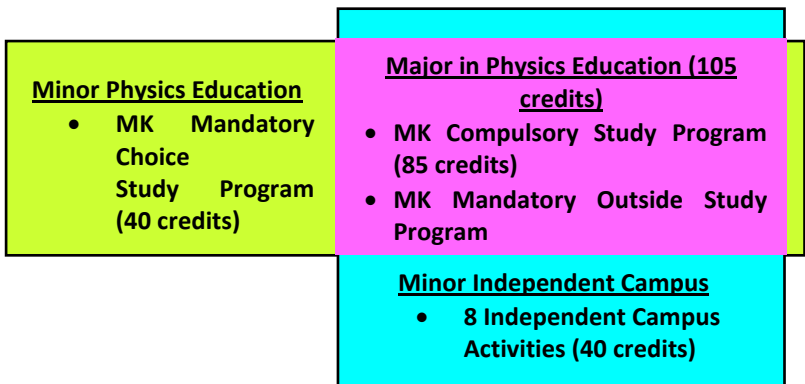 Minor Physics Education
• MK Mandatory
Choice
Study Program
(40 credits)
Major in Physics Education (105
credits)
• MK Compulsory Study Program
(85 credits)
• MK Mandatory Outside Study
Program
Minor Independent Campus
• 8 Independent Campus
Activities (40 credits)